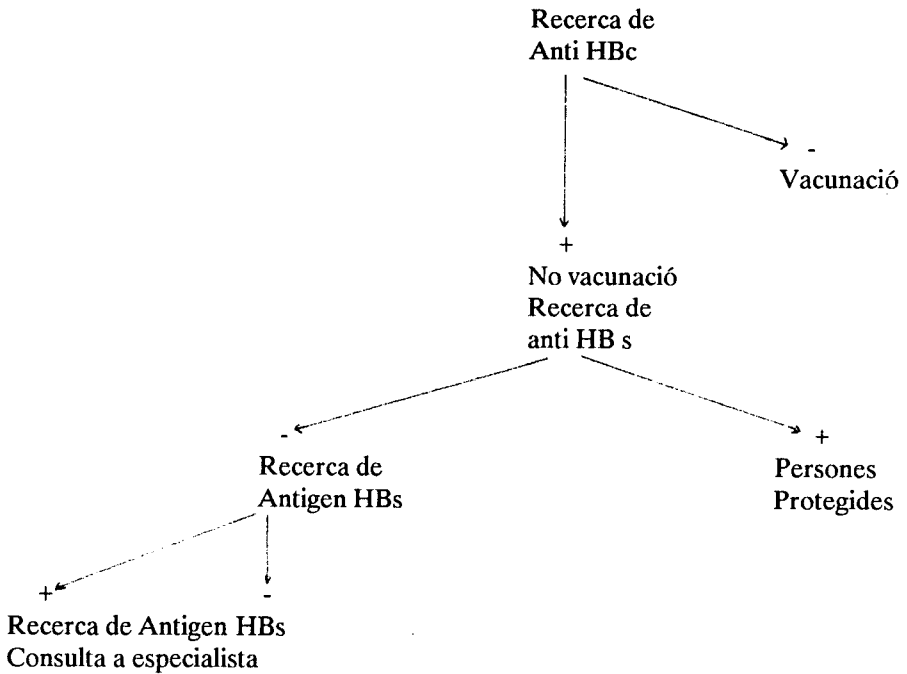 Recerca de
Anti HBc
-
Vacunació
+
No vacunació
Recerca de
anti HB s
-
Recerca de
Antigen HBs
+
Persones
Protegides
+
-
Recerca de Antigen HBs
Consulta a especialista